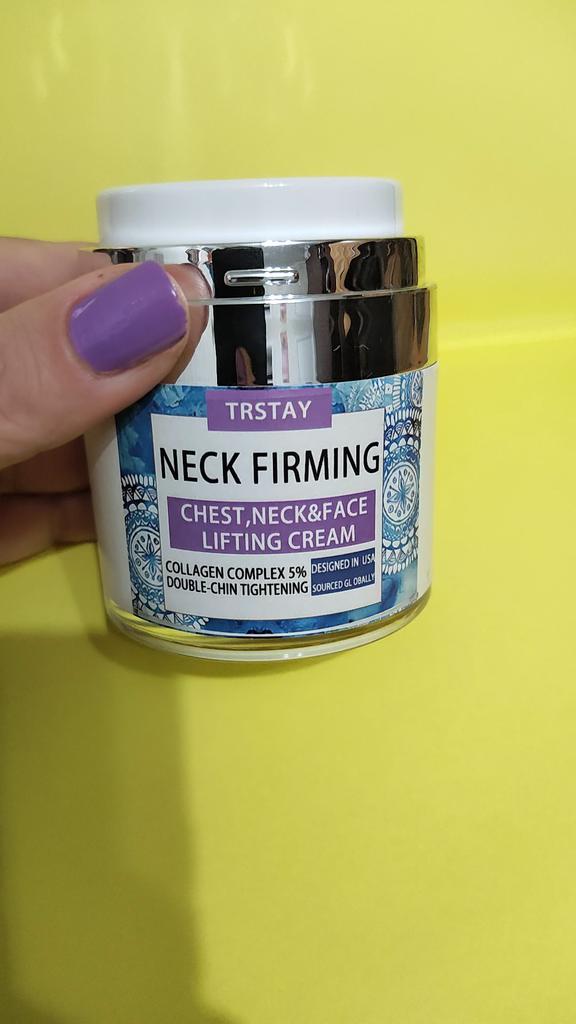 TRSTAY
NECK FIRMING
CHEST,NECK&FACE
LIFTING CREAM
COLLAGEN COMPLEX 5%
DOUBLE-CHIN TIGHTENING
DESIGNED IN USA
SOURCED GL OBALLY